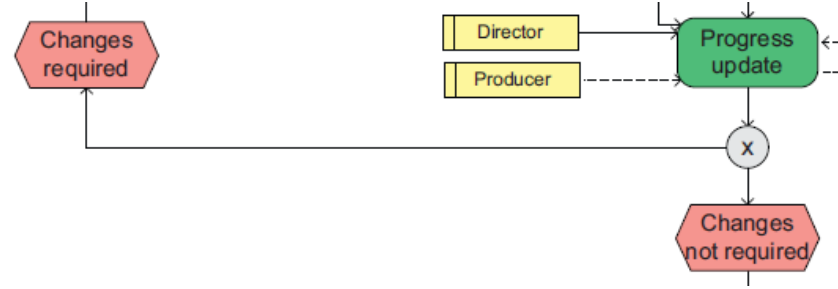 Changes
required
Director
Producer
Progress
update
X
Changes
not required